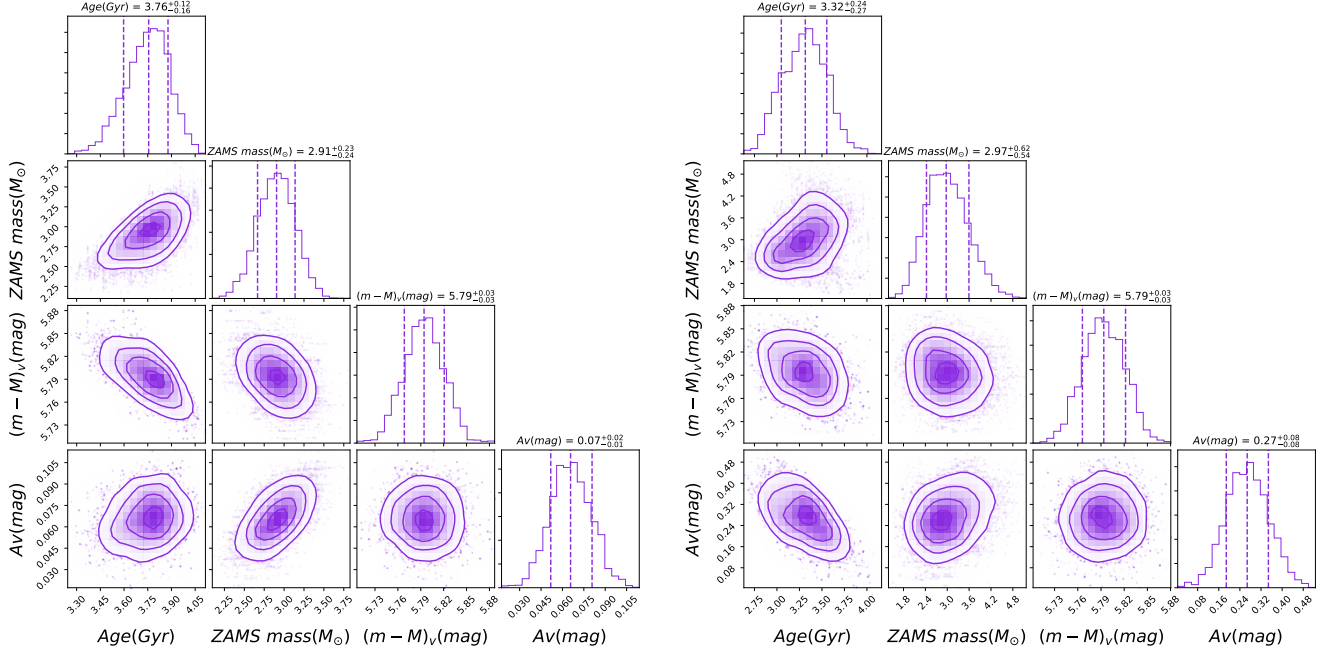 Age(Gyr) = 3.76 +0.12 −0.16
ZAMS mass(M⊙) = 2.91 +0.23 −0.24
(m − M)v(mag) = 5.79 +0.03 −0.03
Av(mag) = 0.07 +0.02 −0.01
ZAMS mass(M⊙)
3.75
3.50
3.25
3.00
2.75
2.50
2.25
(m − M)v(mag)
5.88
5.85
5.82
5.79
5.76
5.73
Av(mag)
0.105
0.090
0.075
0.060
0.045
0.030
3.30 3.45 3.60 3.75 3.90 4.05
2.25 2.50 2.75 3.00 3.25 3.50 3.75
5.73 5.76 5.79 5.82 5.85 5.88
0.030 0.045 0.060 0.075 0.090 0.105
Age(Gyr) ZAMS mass(M⊙) (m − M)v(mag) Av(mag)
Age(Gyr) = 3.32 +0.24 −0.27
ZAMS mass(M⊙) = 2.97 +0.62 −0.54
(m − M)v(mag) = 5.79 +0.03 −0.03
Av(mag) = 0.27 +0.08 −0.08
ZAMS mass(M⊙)
4.8
4.2
3.6
3.0
2.4
1.8
(m − M)v(mag)
5.88
5.85
5.82
5.79
5.76
5.73
Av(mag)
0.48
0.40
0.32
0.24
0.16
0.08
2.75 3.00 3.25 3.50 3.75 4.00
1.8 2.4 3.0 3.6 4.2 4.8
5.73 5.76 5.79 5.82 5.85 5.88
0.08 0.16 0.24 0.32 0.40 0.48
Age(Gyr) ZAMS mass(M⊙) (m − M)v(mag) Av(mag)